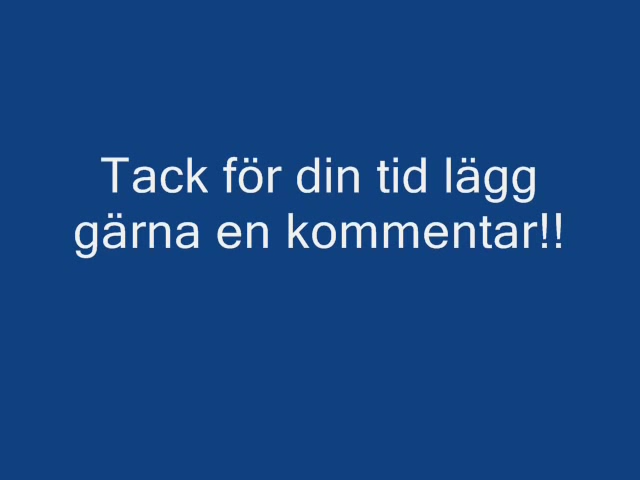 Tack för din tid lägg
gärna en kommentar!!